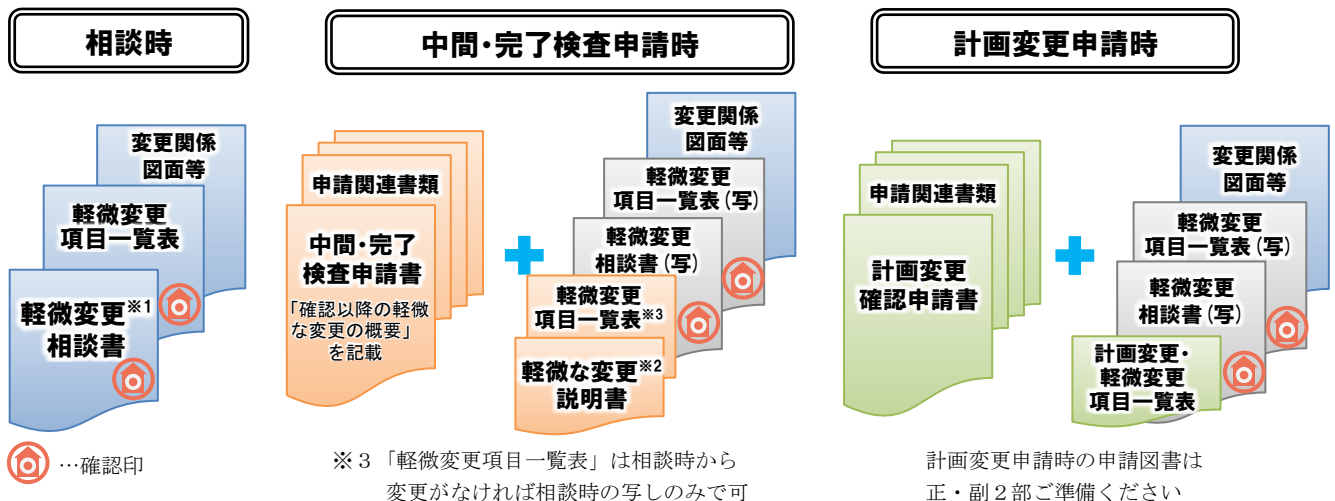 相談時
変更関係
図面等
軽微変更
項目一覧表
軽微変更※1
相談書
…確認印
中間・完了検査申請時
申請関連書類
中間・完了
検査申請書
「確認以降の軽微
な変更の概要」
を記載
変更関係
図面等
軽微変更
項目一覧表(写)
軽微変更
相談書(写)
軽微変更
項目一覧表※3
軽微な変更※2
説明書
※３「軽微変更項目一覧表」は相談時から
変更がなければ相談時の写しのみで可
計画変更申請時
申請関連書類
計画変更
確認申請書
変更関係
図面等
軽微変更
項目一覧表(写)
軽微変更
相談書(写)
計画変更・
軽微変更
項目一覧表
計画変更申請時の申請図書は
正・副２部ご準備ください